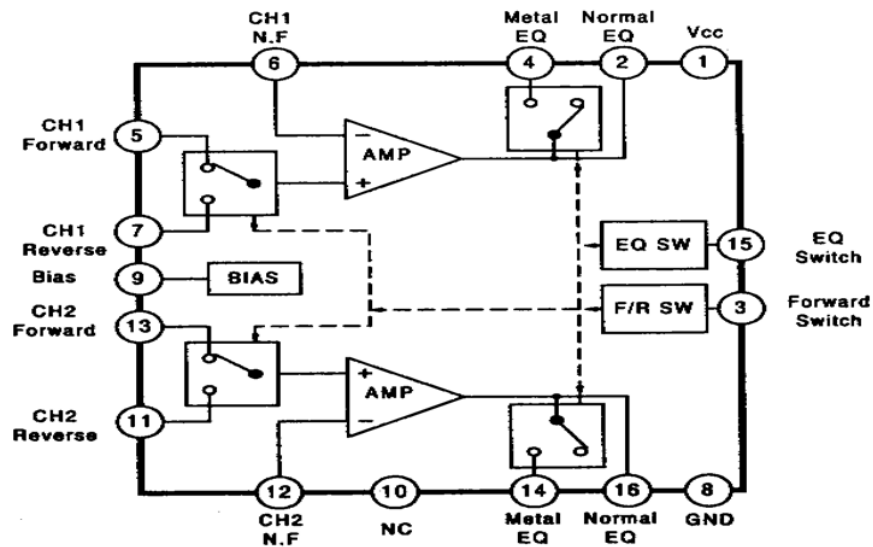 CH1
N.F
Metal
EQ
Normal
EQ
Vcc
6
4
2
1
CH1
Forward
5
−
AMP
+
7
CH1
Reverse
EQ SW
15
EQ
Switch
Bias
9
BIAS
F/R SW
3
Forward
Switch
CH2
Forward
13
+
AMP
−
CH2
Reverse
11
12
10
14
16
8
CH2
N.F
NC
Metal
EQ
Normal
EQ
GND